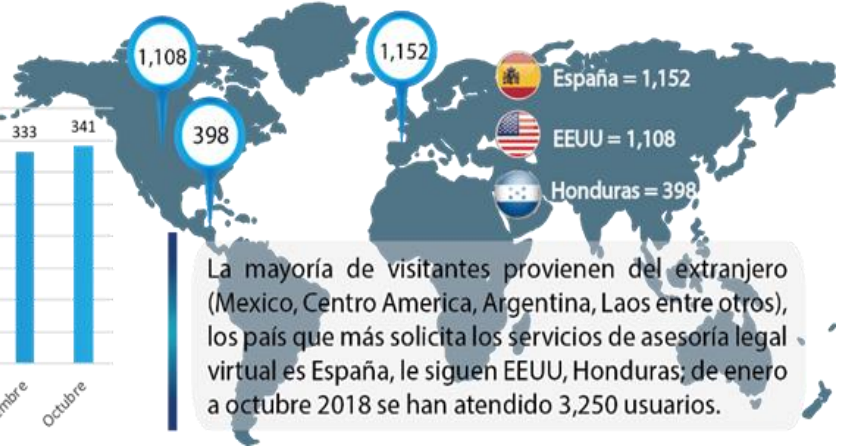 1,108
1,152
398
España = 1,152
EEUU = 1,108
Honduras = 398
333
341
Octubre
La mayoría de visitantes provienen del extranjero
(Mexico, Centro America, Argentina, Laos entre otros),
los país que más solicita los servicios de asesoría legal
virtual es España, le siguen EEUU, Honduras; de enero
a octubre 2018 se han atendido 3,250 usuarios.